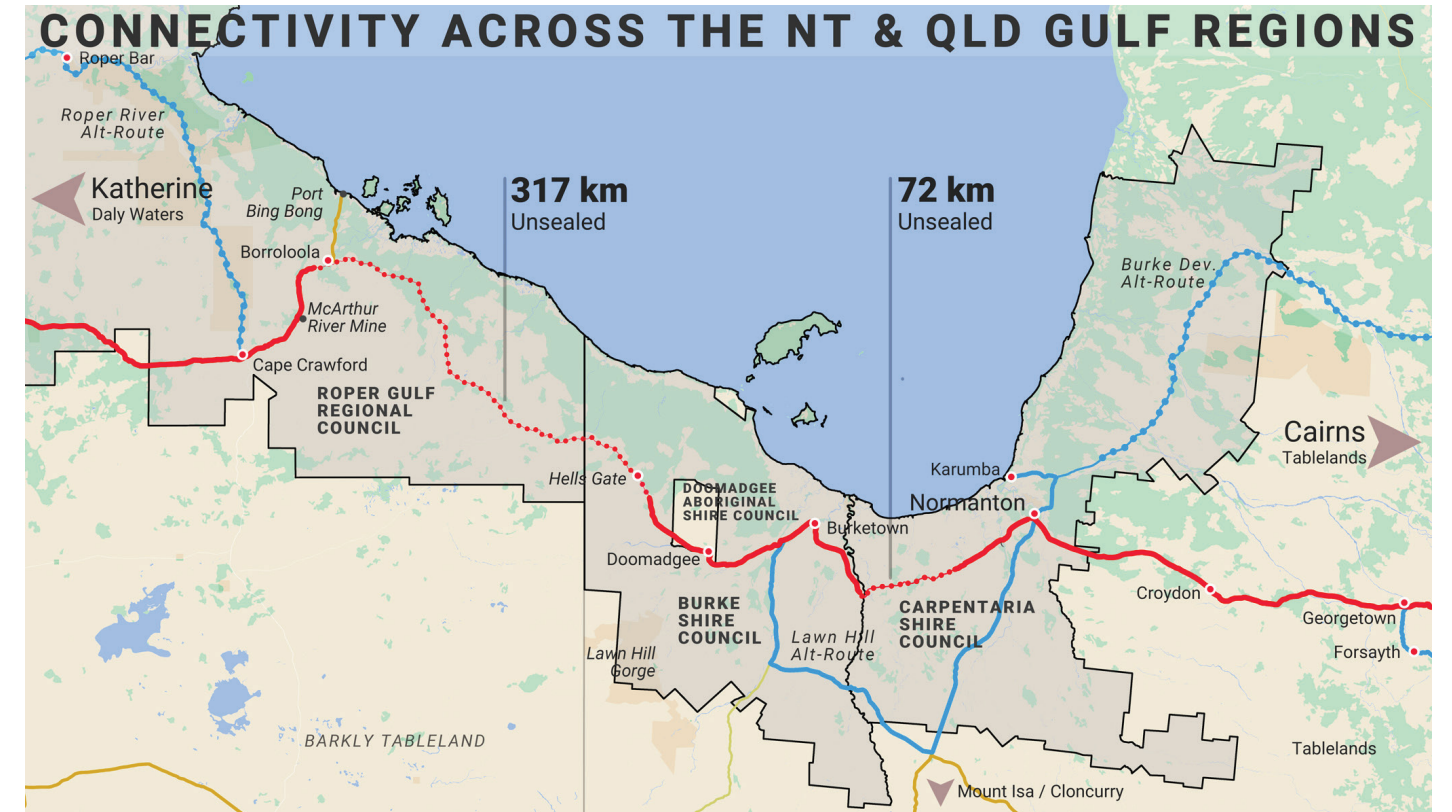 CONNECTIVITY ACROSS THE NT & QLD GULF REGIONS
Roper Bar
Roper River
Alt-Route
Katherine
Daly Waters
Port
Bing Bong
317 km
Unsealed
72 km
Unsealed
Borroloola
McArthur
River Mine
Cape Crawford
ROPER GULF
REGIONAL
COUNCIL
Burke Dev.
Alt-Route
Cairns
Tablelands
Hells Gate
DOOMADGEE
ABORIGINAL
SHIRE COUNCIL
Karumba
Normanton
Burketown
Doomadgee
Croydon
Georgetown
Forsayth
BURKE
SHIRE
COUNCIL
CARPENTARIA
SHIRE
COUNCIL
Lawn Hill
Alt-Route
Lawn Hill
Gorge
BARKLY TABLELAND
Tablelands
Mount Isa / Cloncurry